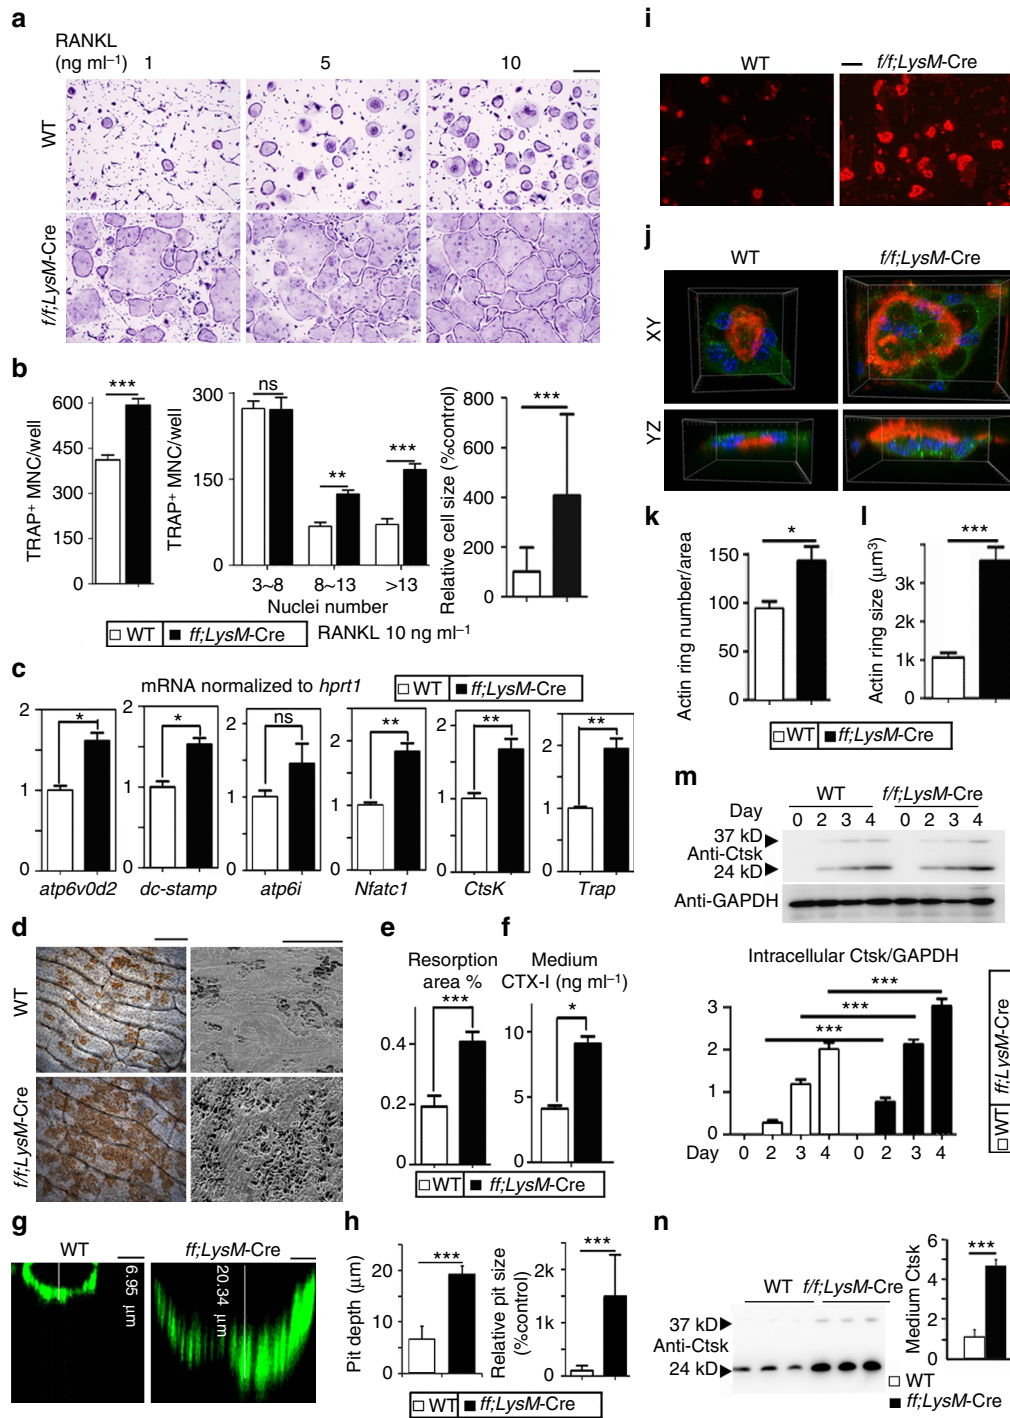 a
RANKL
(ng ml⁻¹) 1 5 10
WT
f/f;LysM-Cre
b
TRAP⁺ MNC/well
600
450
300
150
0
***
TRAP⁺ MNC/well
300
150
0
ns
**
***
3~8 8~13 >13
Nuclei number
Relative cell size (%control)
800
600
400
200
0
***
WT ff;LysM-Cre RANKL 10 ng ml⁻¹
c
mRNA normalized to hprt1
WT ff;LysM-Cre
2
1
0
*
atp6v0d2
2
1
0
*
dc-stamp
2
1
0
ns
atp6i
2
1
0
**
Nfatc1
2
1
0
**
CtsK
2
1
0
**
Trap
d
WT
f/f;LysM-Cre
e
Resorption
area %
***
0.4
0.2
0
f
Medium
CTX-I (ng ml⁻¹)
*
10
5
0
WT ff;LysM-Cre
g
WT ff;LysM-Cre
6.95 μm
20.34 μm
h
Pit depth (μm)
20
10
0
***
Relative pit size
(%control)
2k
1k
0
***
WT ff;LysM-Cre
i
WT f/f;LysM-Cre
j
WT f/f;LysM-Cre
XY
YZ
k
Actin ring number/area
150
100
50
0
*
l
Actin ring size (μm³)
3k
1k
0
***
WT ff;LysM-Cre
m
WT f/f;LysM-Cre
Day 0 2 3 4 0 2 3 4
37 kD
Anti-Ctsk
24 kD
Anti-GAPDH
Intracellular Ctsk/GAPDH
3
2
1
0
***
***
***
Day 0 2 3 4 0 2 3 4
WT ff;LysM-Cre
n
WT f/f;LysM-Cre
37 kD
Anti-Ctsk
24 kD
Medium Ctsk
6
4
2
0
***
WT
ff;LysM-Cre